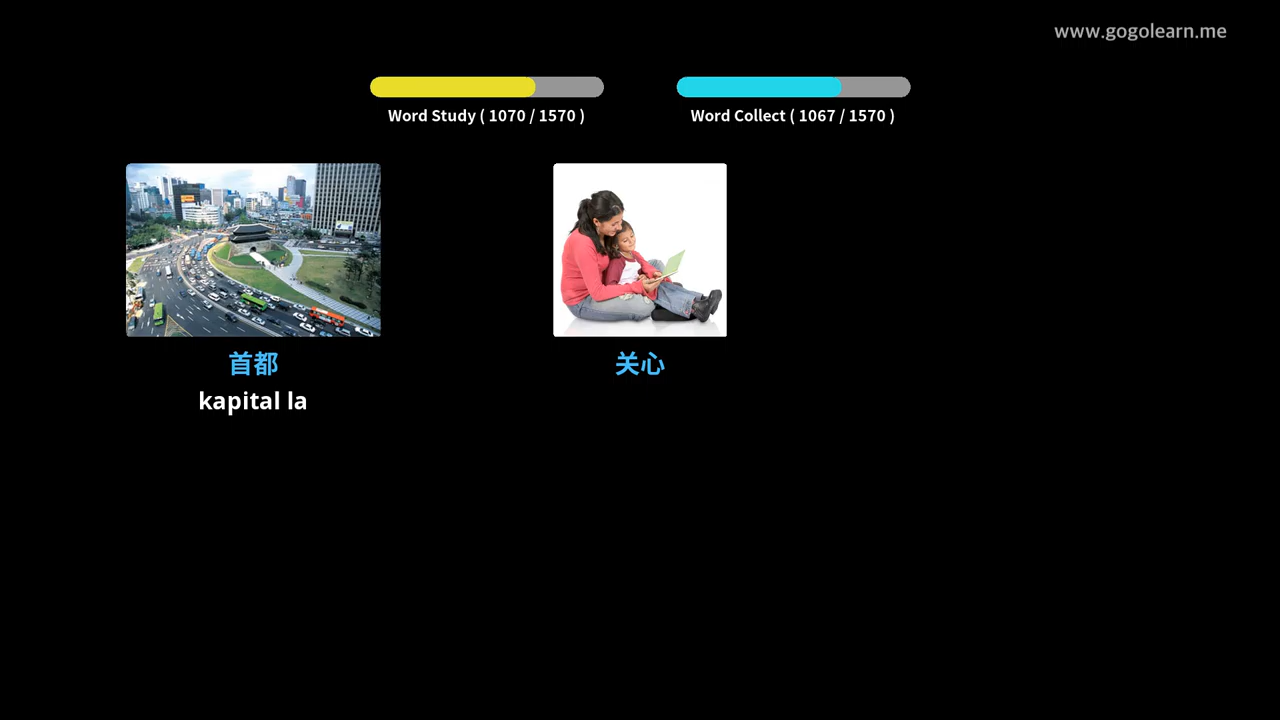 www.gogolearn.me
Word Study ( 1070 / 1570 )
Word Collect ( 1067 / 1570 )
首都
kapital la
关心